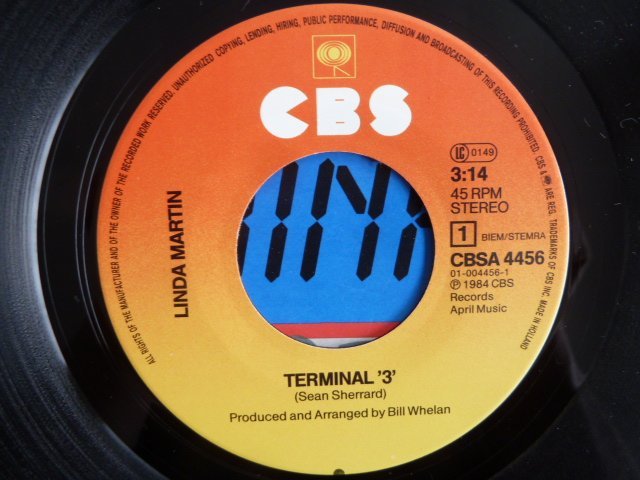 ALL RIGHTS OF THE MANUFACTURER AND OF THE OWNER OF THE RECORDED WORK RESERVED. UNAUTHORIZED COPYING, LENDING, HIRING, PUBLIC PERFORMANCE, DIFFUSION AND BROADCASTING OF THIS RECORDING PROHIBITED. CBS & ARE REG. TRADEMARKS OF CBS INC. MADE IN HOLLAND
CBS
LC 0149
3:14
45 RPM
STEREO
1 BIEM/STEMRA
CBSA 4456
01-004456-1
℗ 1984 CBS
Records
April Music
LINDA MARTIN
TERMINAL '3'
(Sean Sherrard)
Produced and Arranged by Bill Whelan